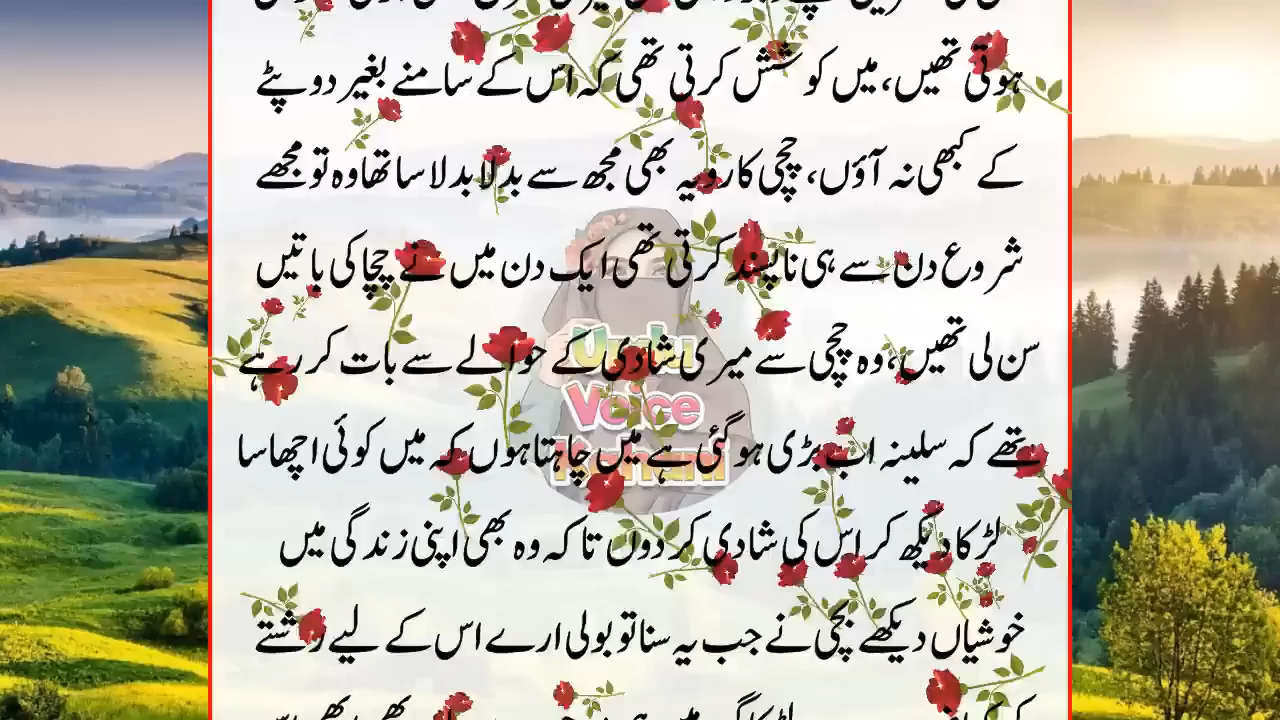 ہوتی تھیں، میں کوشش کرتی تھی کہ اس کے سامنے بغیر دوپٹے
کے کبھی نہ آؤں، چچی کا رویہ بھی مجھ سے بدلا بدلا سا تھا وہ تو مجھے
شروع دن سے ہی ناپسند کرتی تھی ایک دن میں نے چچا کی باتیں
سن لی تھیں، وہ چچی سے میری شادی کے حوالے سے بات کر رہے
تھے کہ سلینہ اب بڑی ہو گئی ہے میں چاہتا ہوں کہ میں کوئی اچھا سا
لڑکا دیکھ کر اس کی شادی کر دوں تاکہ وہ بھی اپنی زندگی میں
خوشیاں دیکھے چچی نے جب یہ سنا تو بولی ارے اس کے لیے رشتے
Urdu
Voice
Kahani